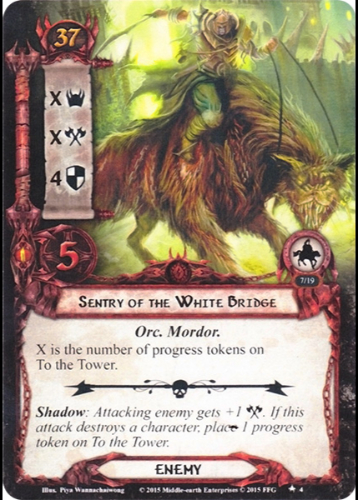 37
X
X
4
5
7/19
SENTRY OF THE WHITE BRIDGE
Orc. Mordor.
X is the number of progress tokens on
To the Tower.
Shadow: Attacking enemy gets +1 . If this
attack destroys a character, place 1 progress
token on To the Tower.
ENEMY
Illus. Piya Wannachaiwong
© 2015 Middle-earth Enterprises © 2015 FFG
4